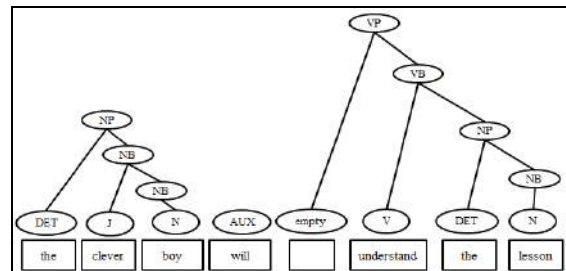 VP
VB
NP NP
NB
NB NB
DET J N AUX empty V DET N
the clever boy will understand the lesson